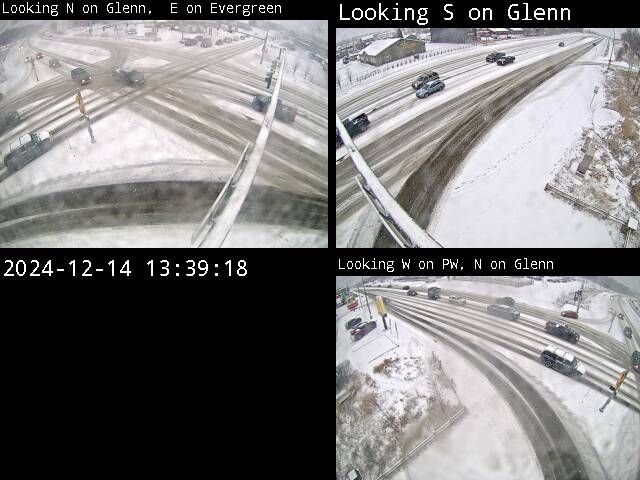 Looking N on Glenn,  E on Evergreen
Looking S on Glenn
2024-12-14 13:39:18
Looking W on PW, N on Glenn